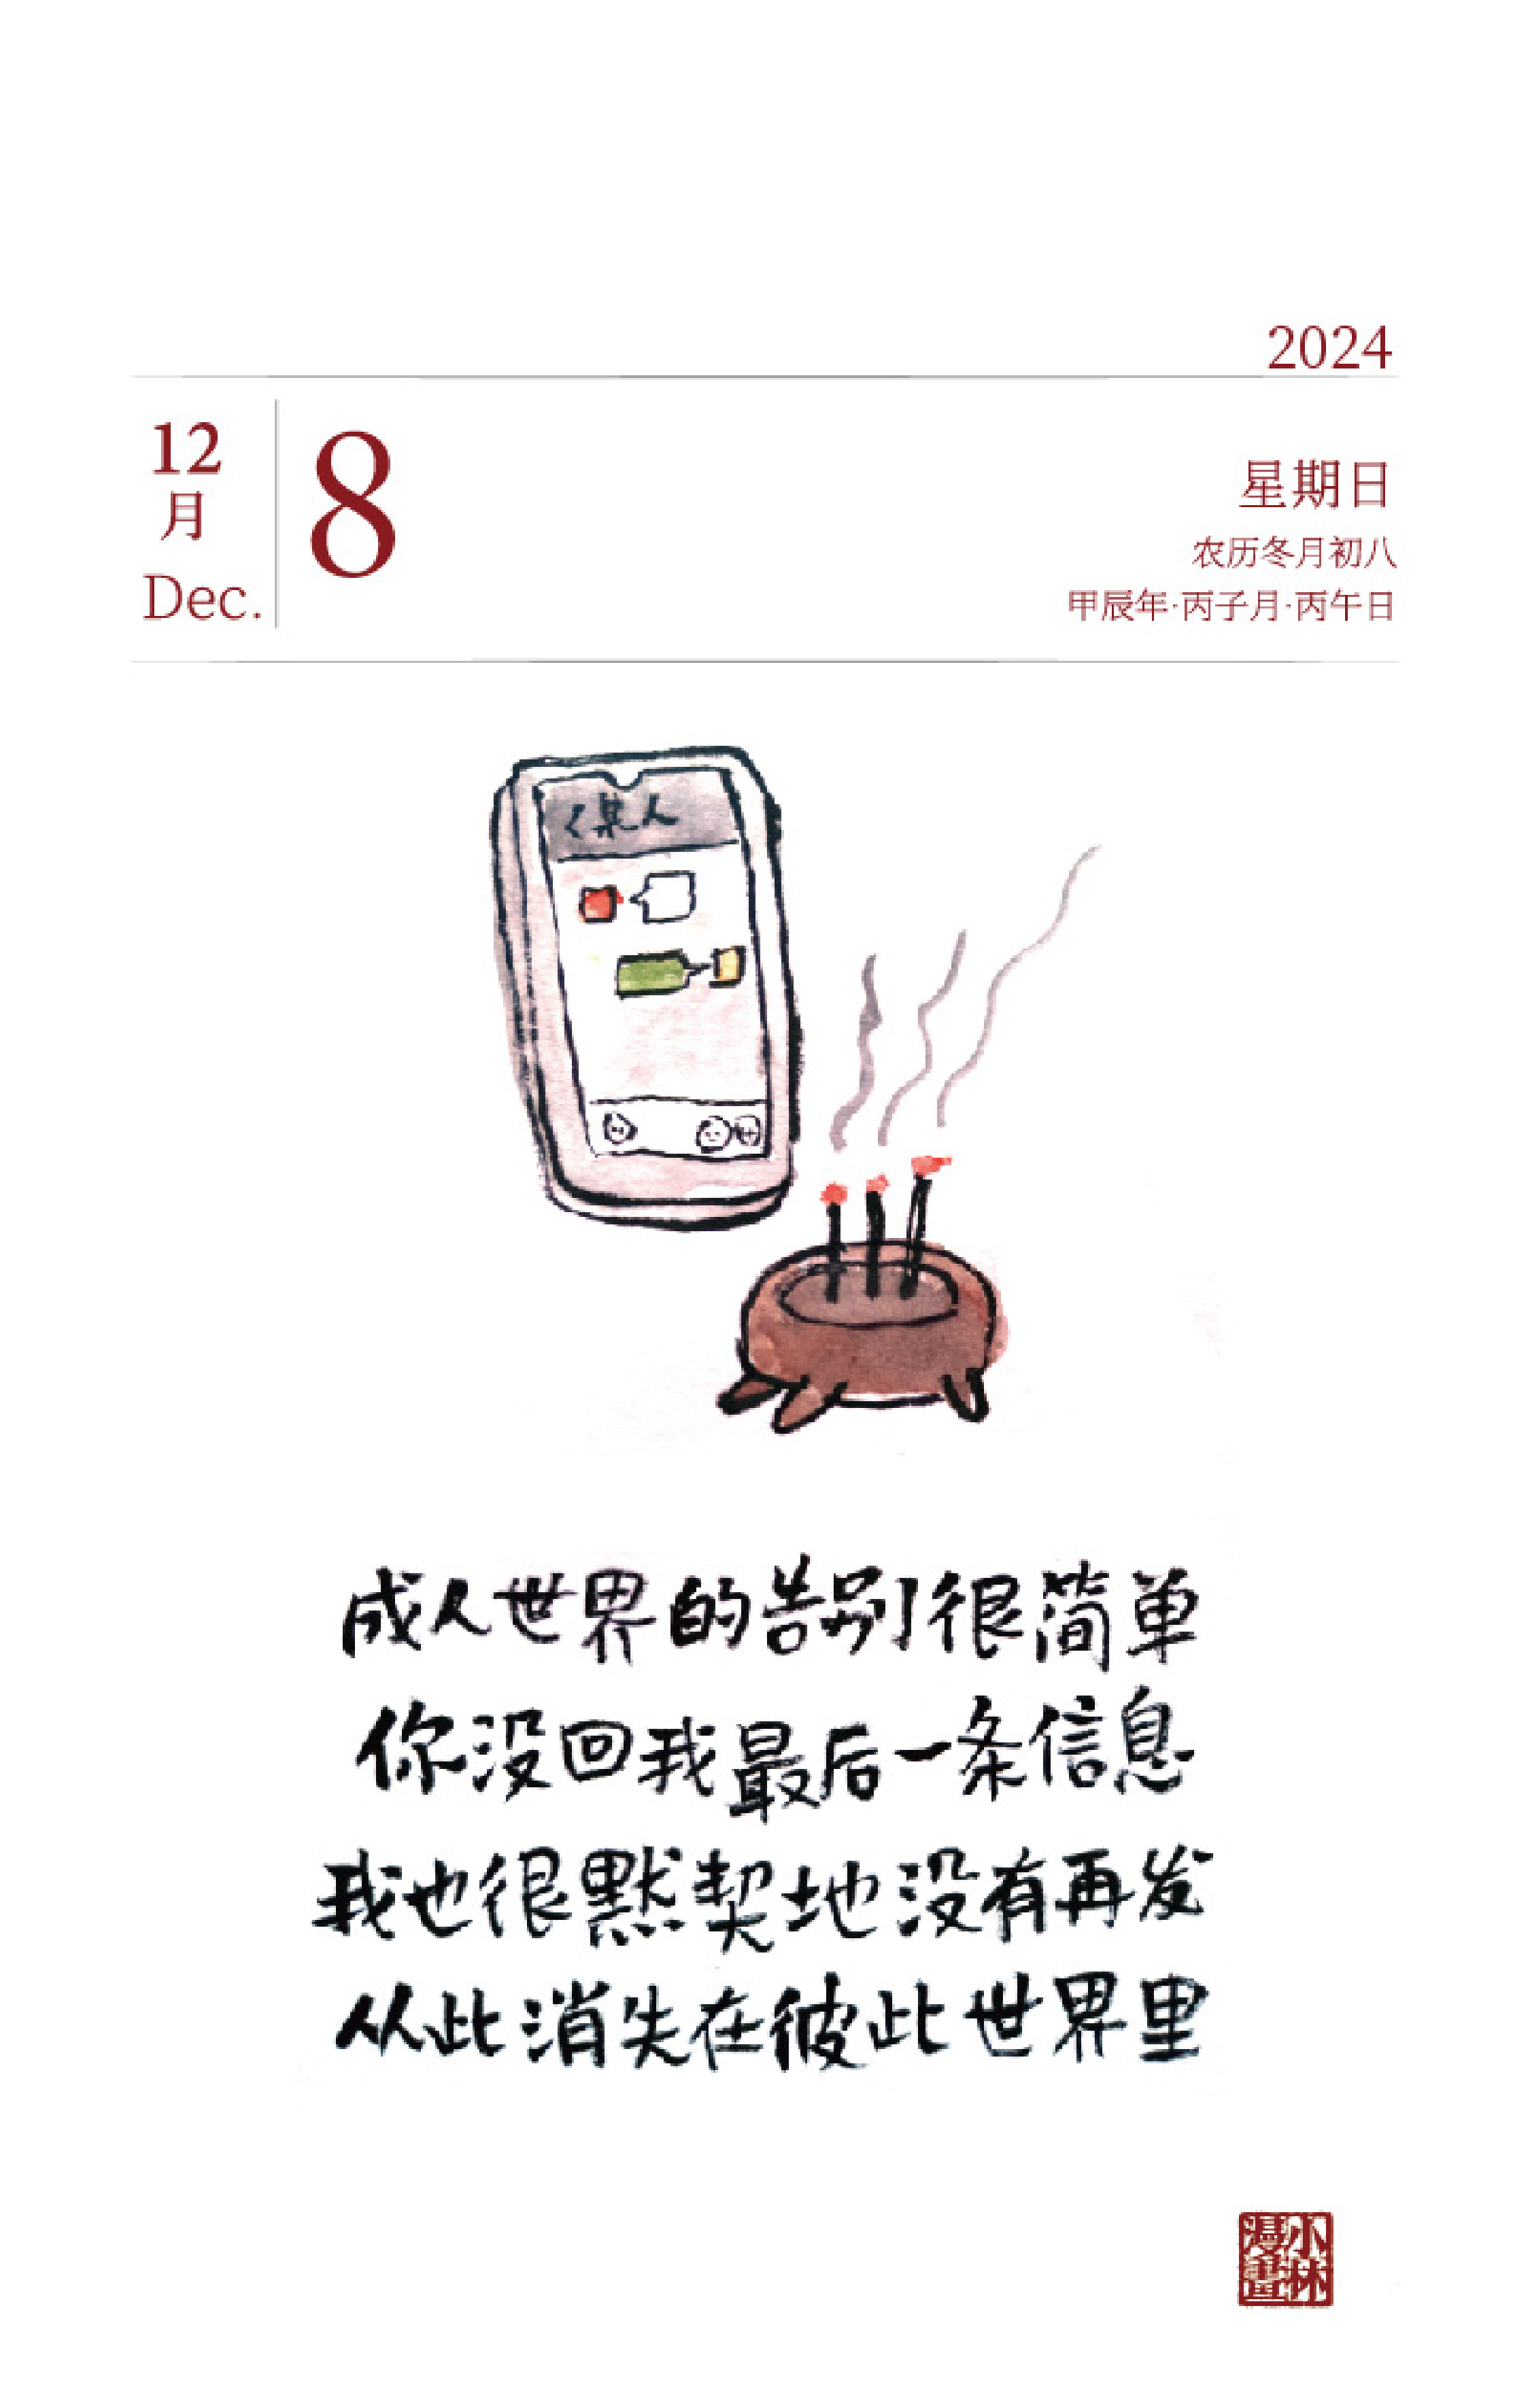 2024
12
月
Dec.
8
星期日
农历冬月初八
甲辰年·丙子月·丙午日
<某人
成人世界的告别很简单
你没回我最后一条信息
我也很默契地没有再发
从此消失在彼此世界里
小林
漫畫